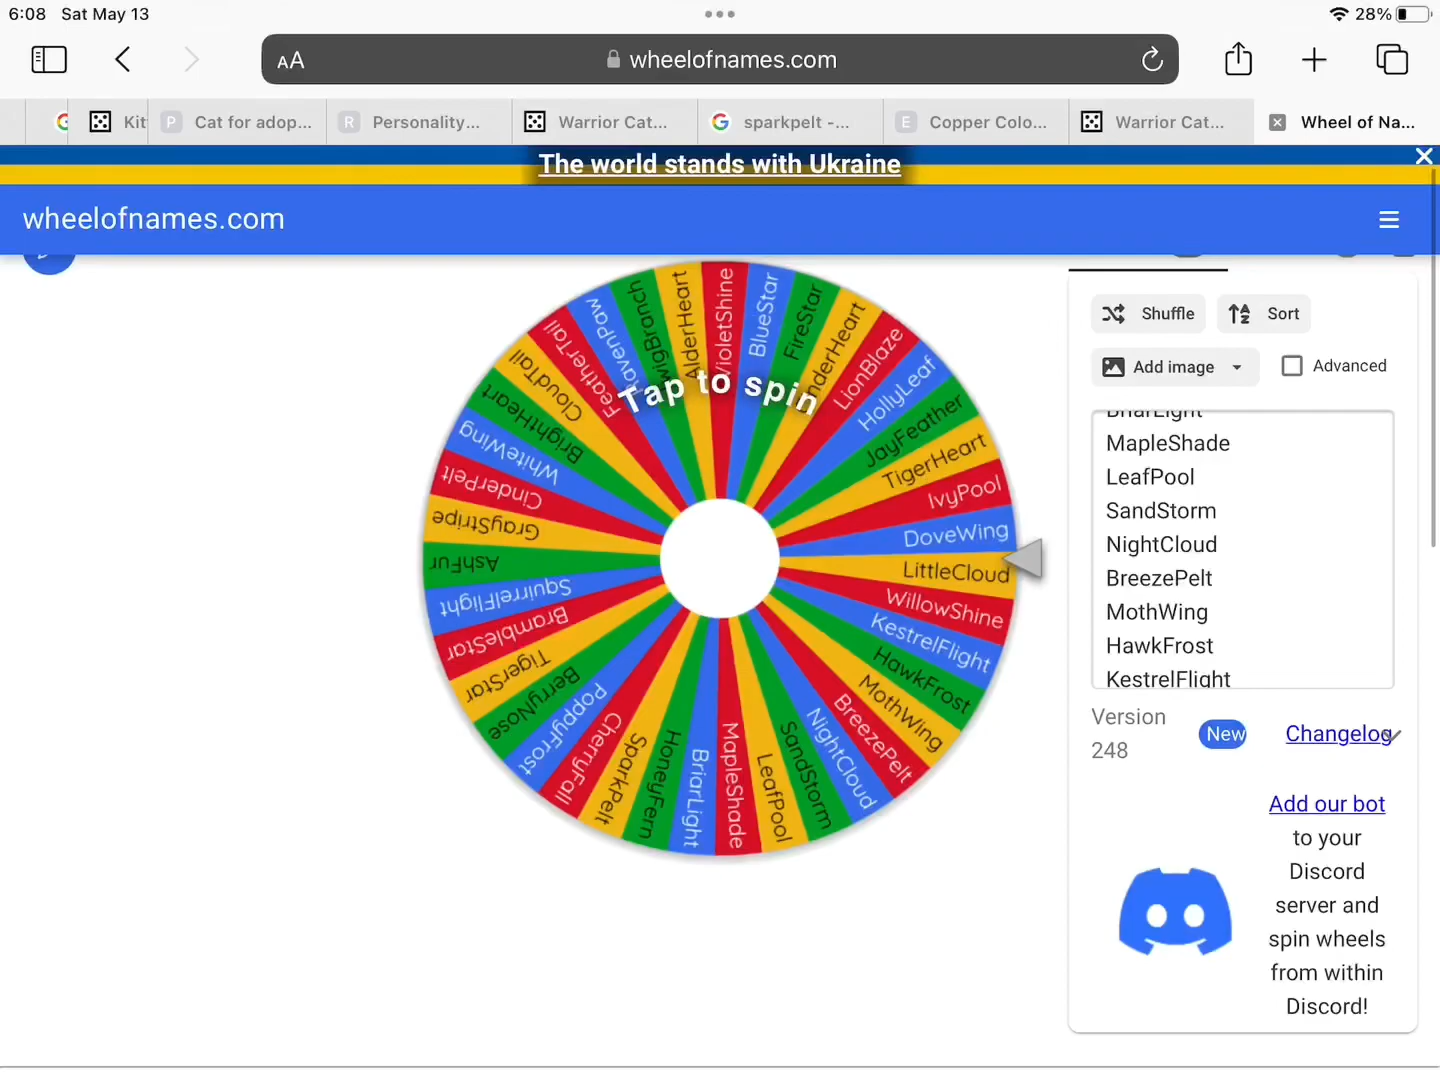 6:08 Sat May 13
28%
AA
wheelofnames.com
Kit
P Cat for adop...
R Personality...
Warrior Cat...
G sparkpelt -...
E Copper Colo...
Warrior Cat...
Wheel of Na...
The world stands with Ukraine
wheelofnames.com
Tap to spin
VioletShine
BlueStar
FireStar
nderHeart
LionBlaze
HollyLeaf
JayFeather
TigerHeart
IvyPool
DoveWing
LittleCloud
WillowShine
KestrelFlight
HawkFrost
MothWing
BreezePelt
NightCloud
SandStorm
LeafPool
MapleShade
BriarLight
HoneyFern
SparkPelt
CherryFall
PoppyFrost
BerryNose
TigerStar
BrambleStar
SquirrelFlight
AshFur
GrayStripe
CinderPelt
WhiteWing
BrightHeart
CloudTail
FeatherTail
RavenPaw
wigBranch
AlderHeart
Shuffle
Sort
Add image
Advanced
BriarLight
MapleShade
LeafPool
SandStorm
NightCloud
BreezePelt
MothWing
HawkFrost
KestrelFlight
Version
248
New
Changelog
Add our bot
to your
Discord
server and
spin wheels
from within
Discord!